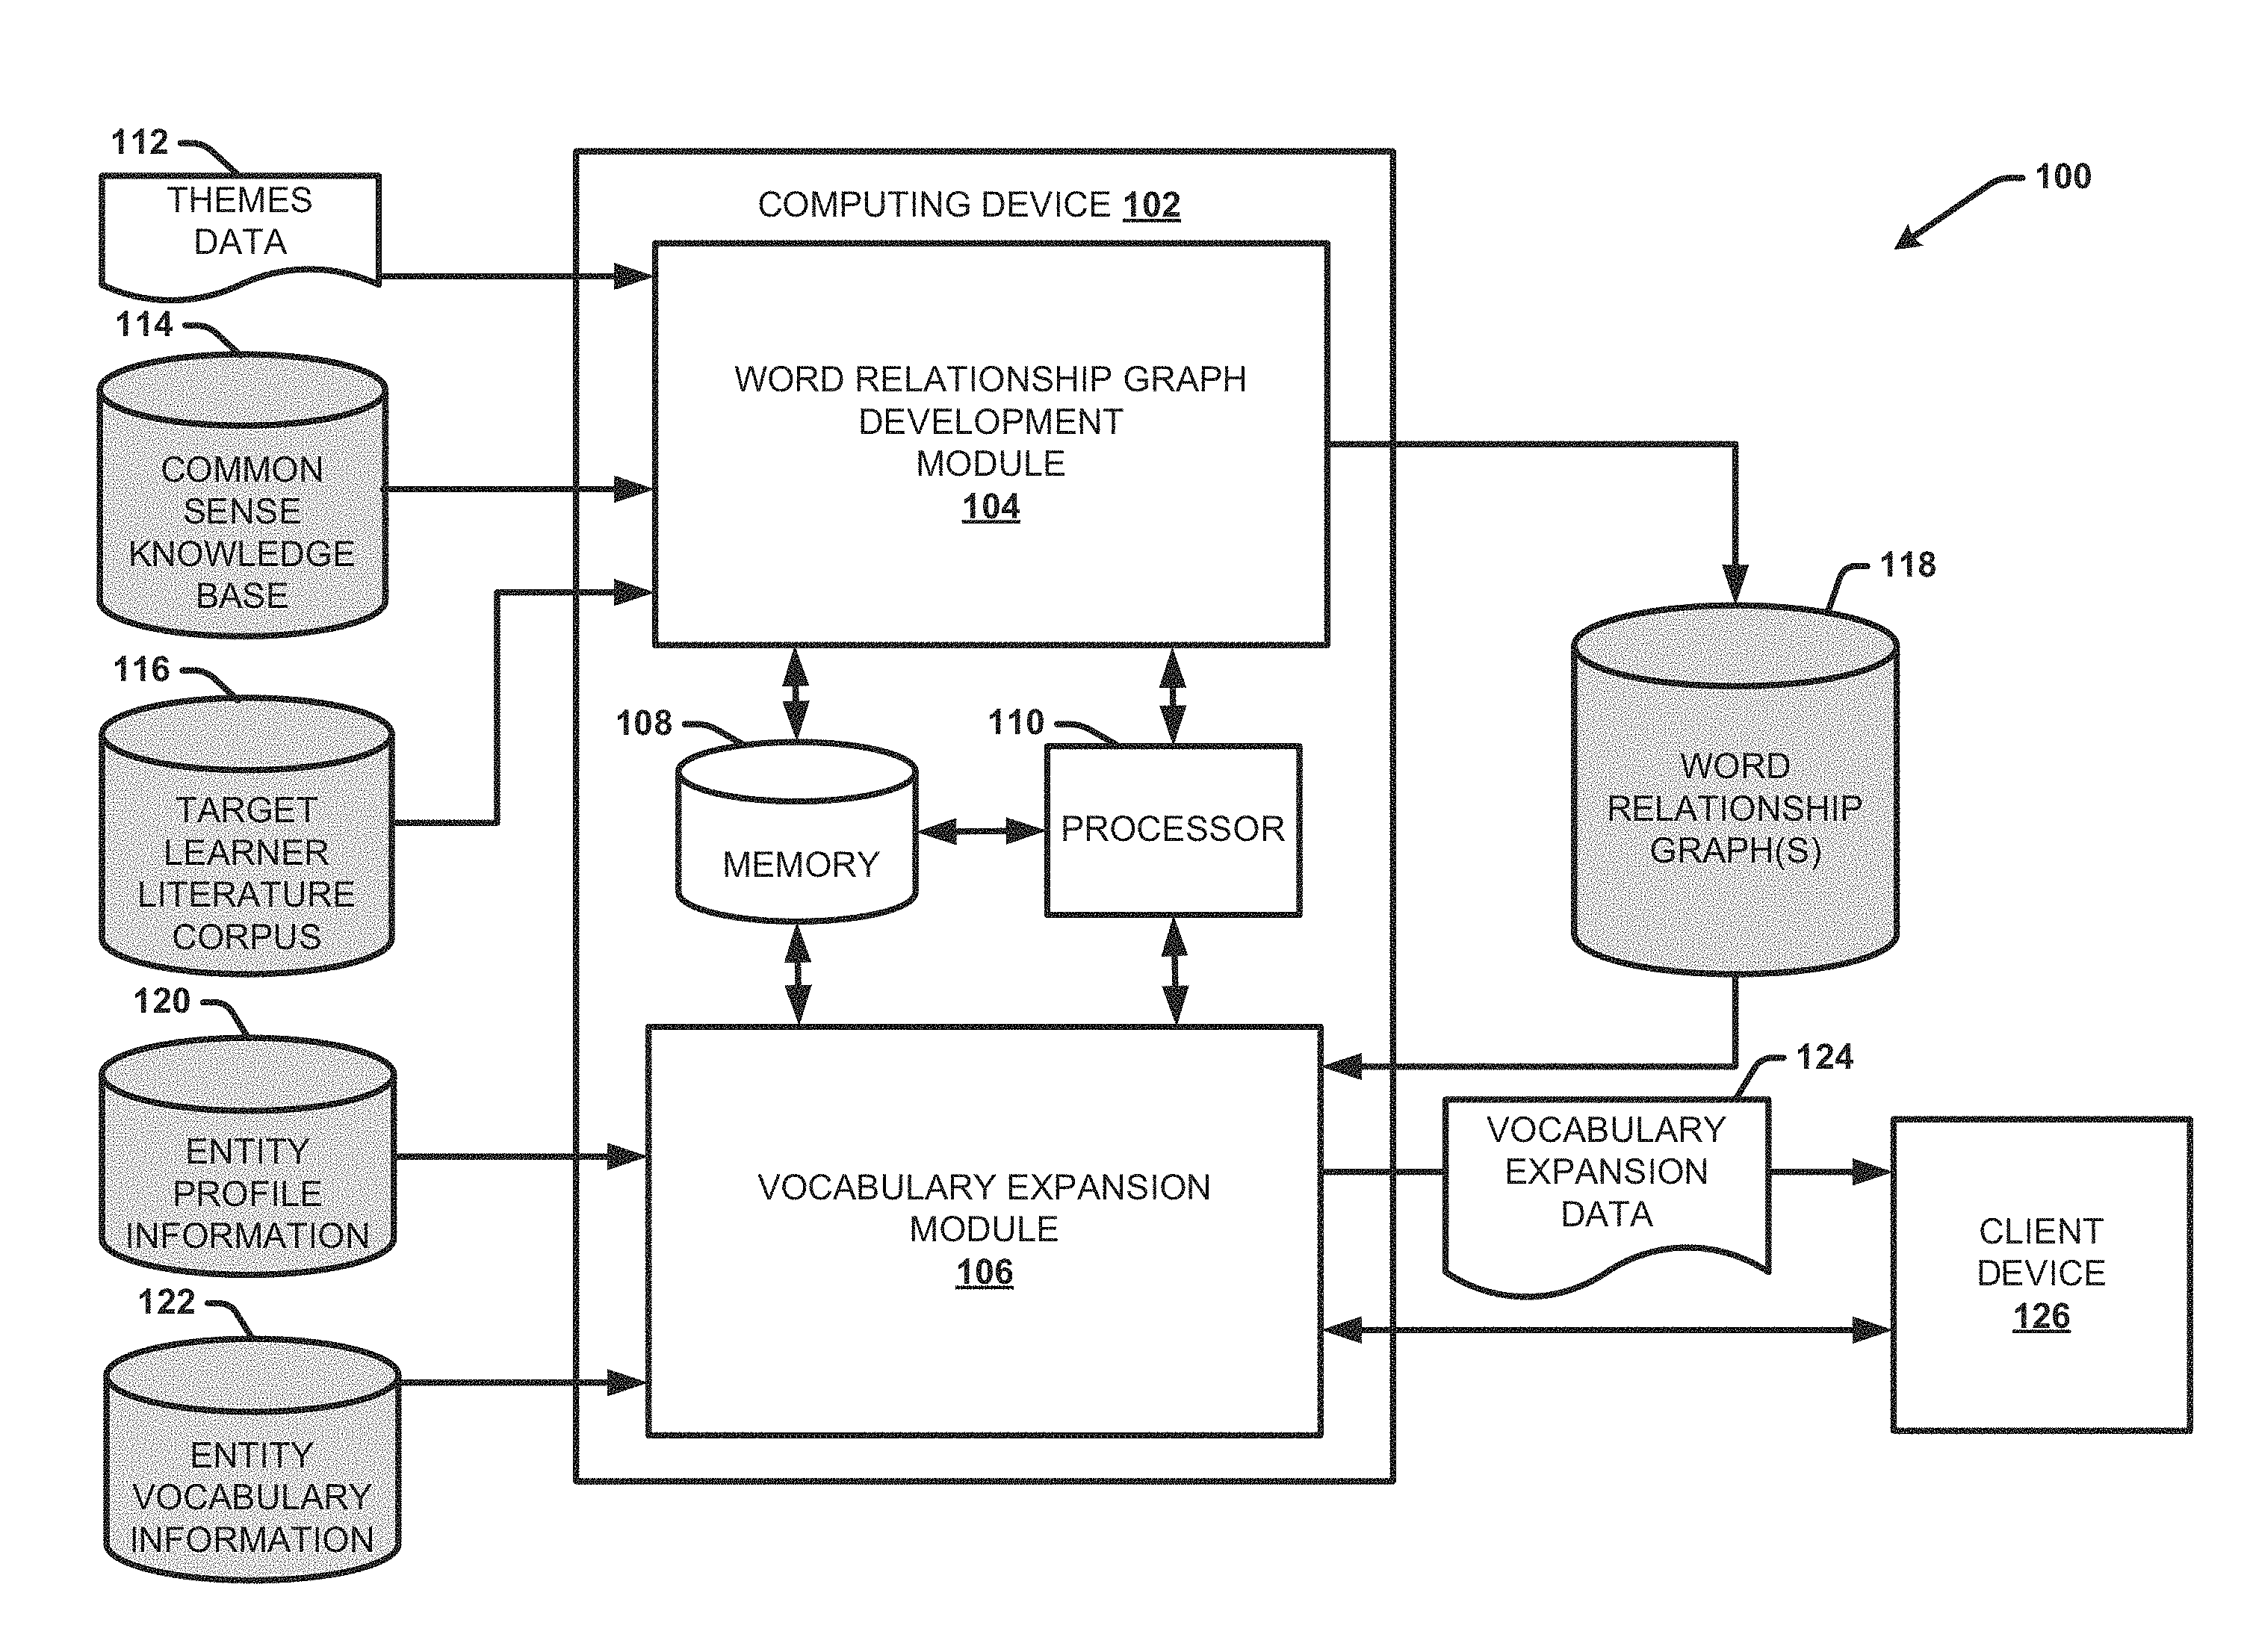 112
THEMES
DATA
114
COMMON
SENSE
KNOWLEDGE
BASE
116
TARGET
LEARNER
LITERATURE
CORPUS
120
ENTITY
PROFILE
INFORMATION
122
ENTITY
VOCABULARY
INFORMATION
COMPUTING DEVICE 102
WORD RELATIONSHIP GRAPH
DEVELOPMENT
MODULE
104
108
MEMORY
110
PROCESSOR
VOCABULARY EXPANSION
MODULE
106
100
118
WORD
RELATIONSHIP
GRAPH(S)
124
VOCABULARY
EXPANSION
DATA
CLIENT
DEVICE
126